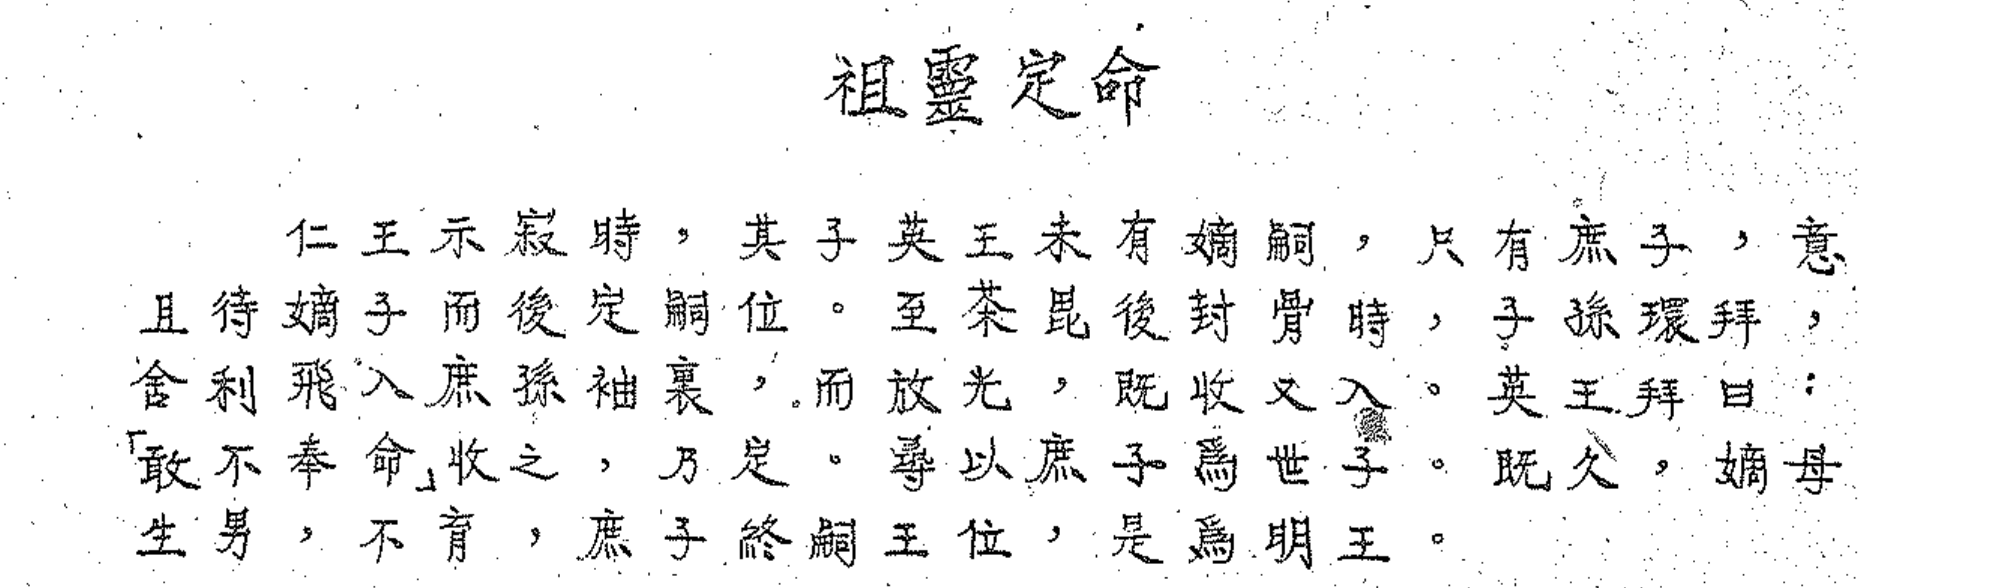 祖靈定命
仁王示寂時，其子英王未有嫡嗣，只有庶子，意
且待嫡子而後定嗣位。至茶毘後封骨時，子孫環拜，
舍利飛入庶孫袖裏，而放光，既收又入。英王拜曰：
「敢不奉命」收之，乃定。尋以庶子爲世子。既久，嫡母
生男，不育，庶子終嗣王位，是爲明王。